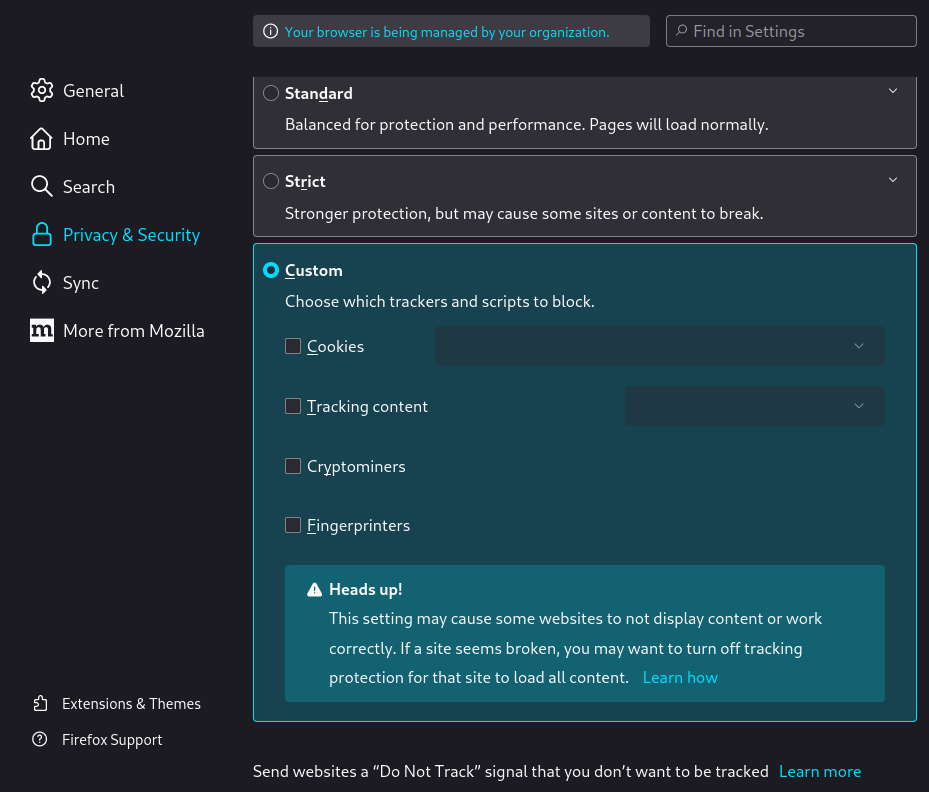 Your browser is being managed by your organization.
Find in Settings
General
Home
Search
Privacy & Security
Sync
m More from Mozilla
Extensions & Themes
Firefox Support
Standard
Balanced for protection and performance. Pages will load normally.
Strict
Stronger protection, but may cause some sites or content to break.
Custom
Choose which trackers and scripts to block.
Cookies
Tracking content
Cryptominers
Fingerprinters
Heads up!
This setting may cause some websites to not display content or work
correctly. If a site seems broken, you may want to turn off tracking
protection for that site to load all content. Learn how
Send websites a “Do Not Track” signal that you don’t want to be tracked Learn more